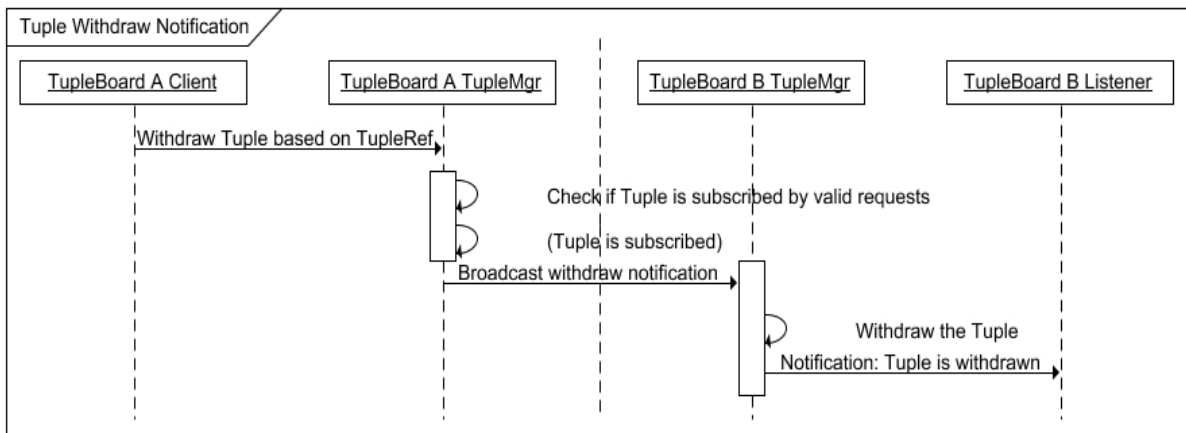 Tuple Withdraw Notification
TupleBoard A Client
TupleBoard A TupleMgr
TupleBoard B TupleMgr
TupleBoard B Listener
Withdraw Tuple based on TupleRef
Check if Tuple is subscribed by valid requests
(Tuple is subscribed)
Broadcast withdraw notification
Withdraw the Tuple
Notification: Tuple is withdrawn